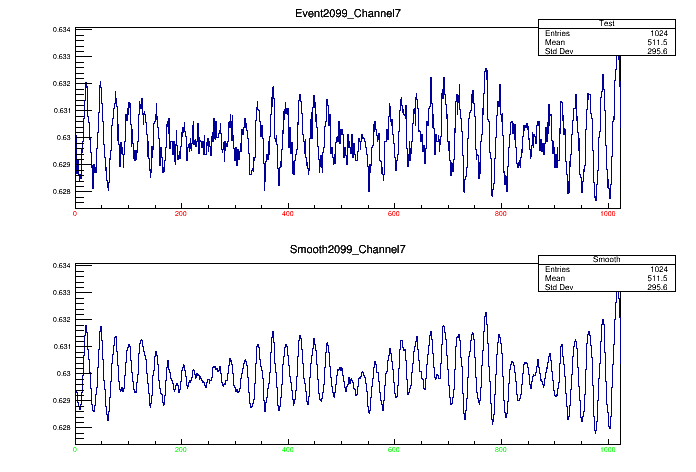 Event2099_Channel7
Test
Entries 1024
Mean 511.5
Std Dev 295.6
0.634
0.633
0.632
0.631
0.63
0.629
0.628
0 200 400 600 800 1000
Smooth2099_Channel7
Smooth
Entries 1024
Mean 511.5
Std Dev 295.6
0.634
0.633
0.632
0.631
0.63
0.629
0.628
0 200 400 600 800 1000